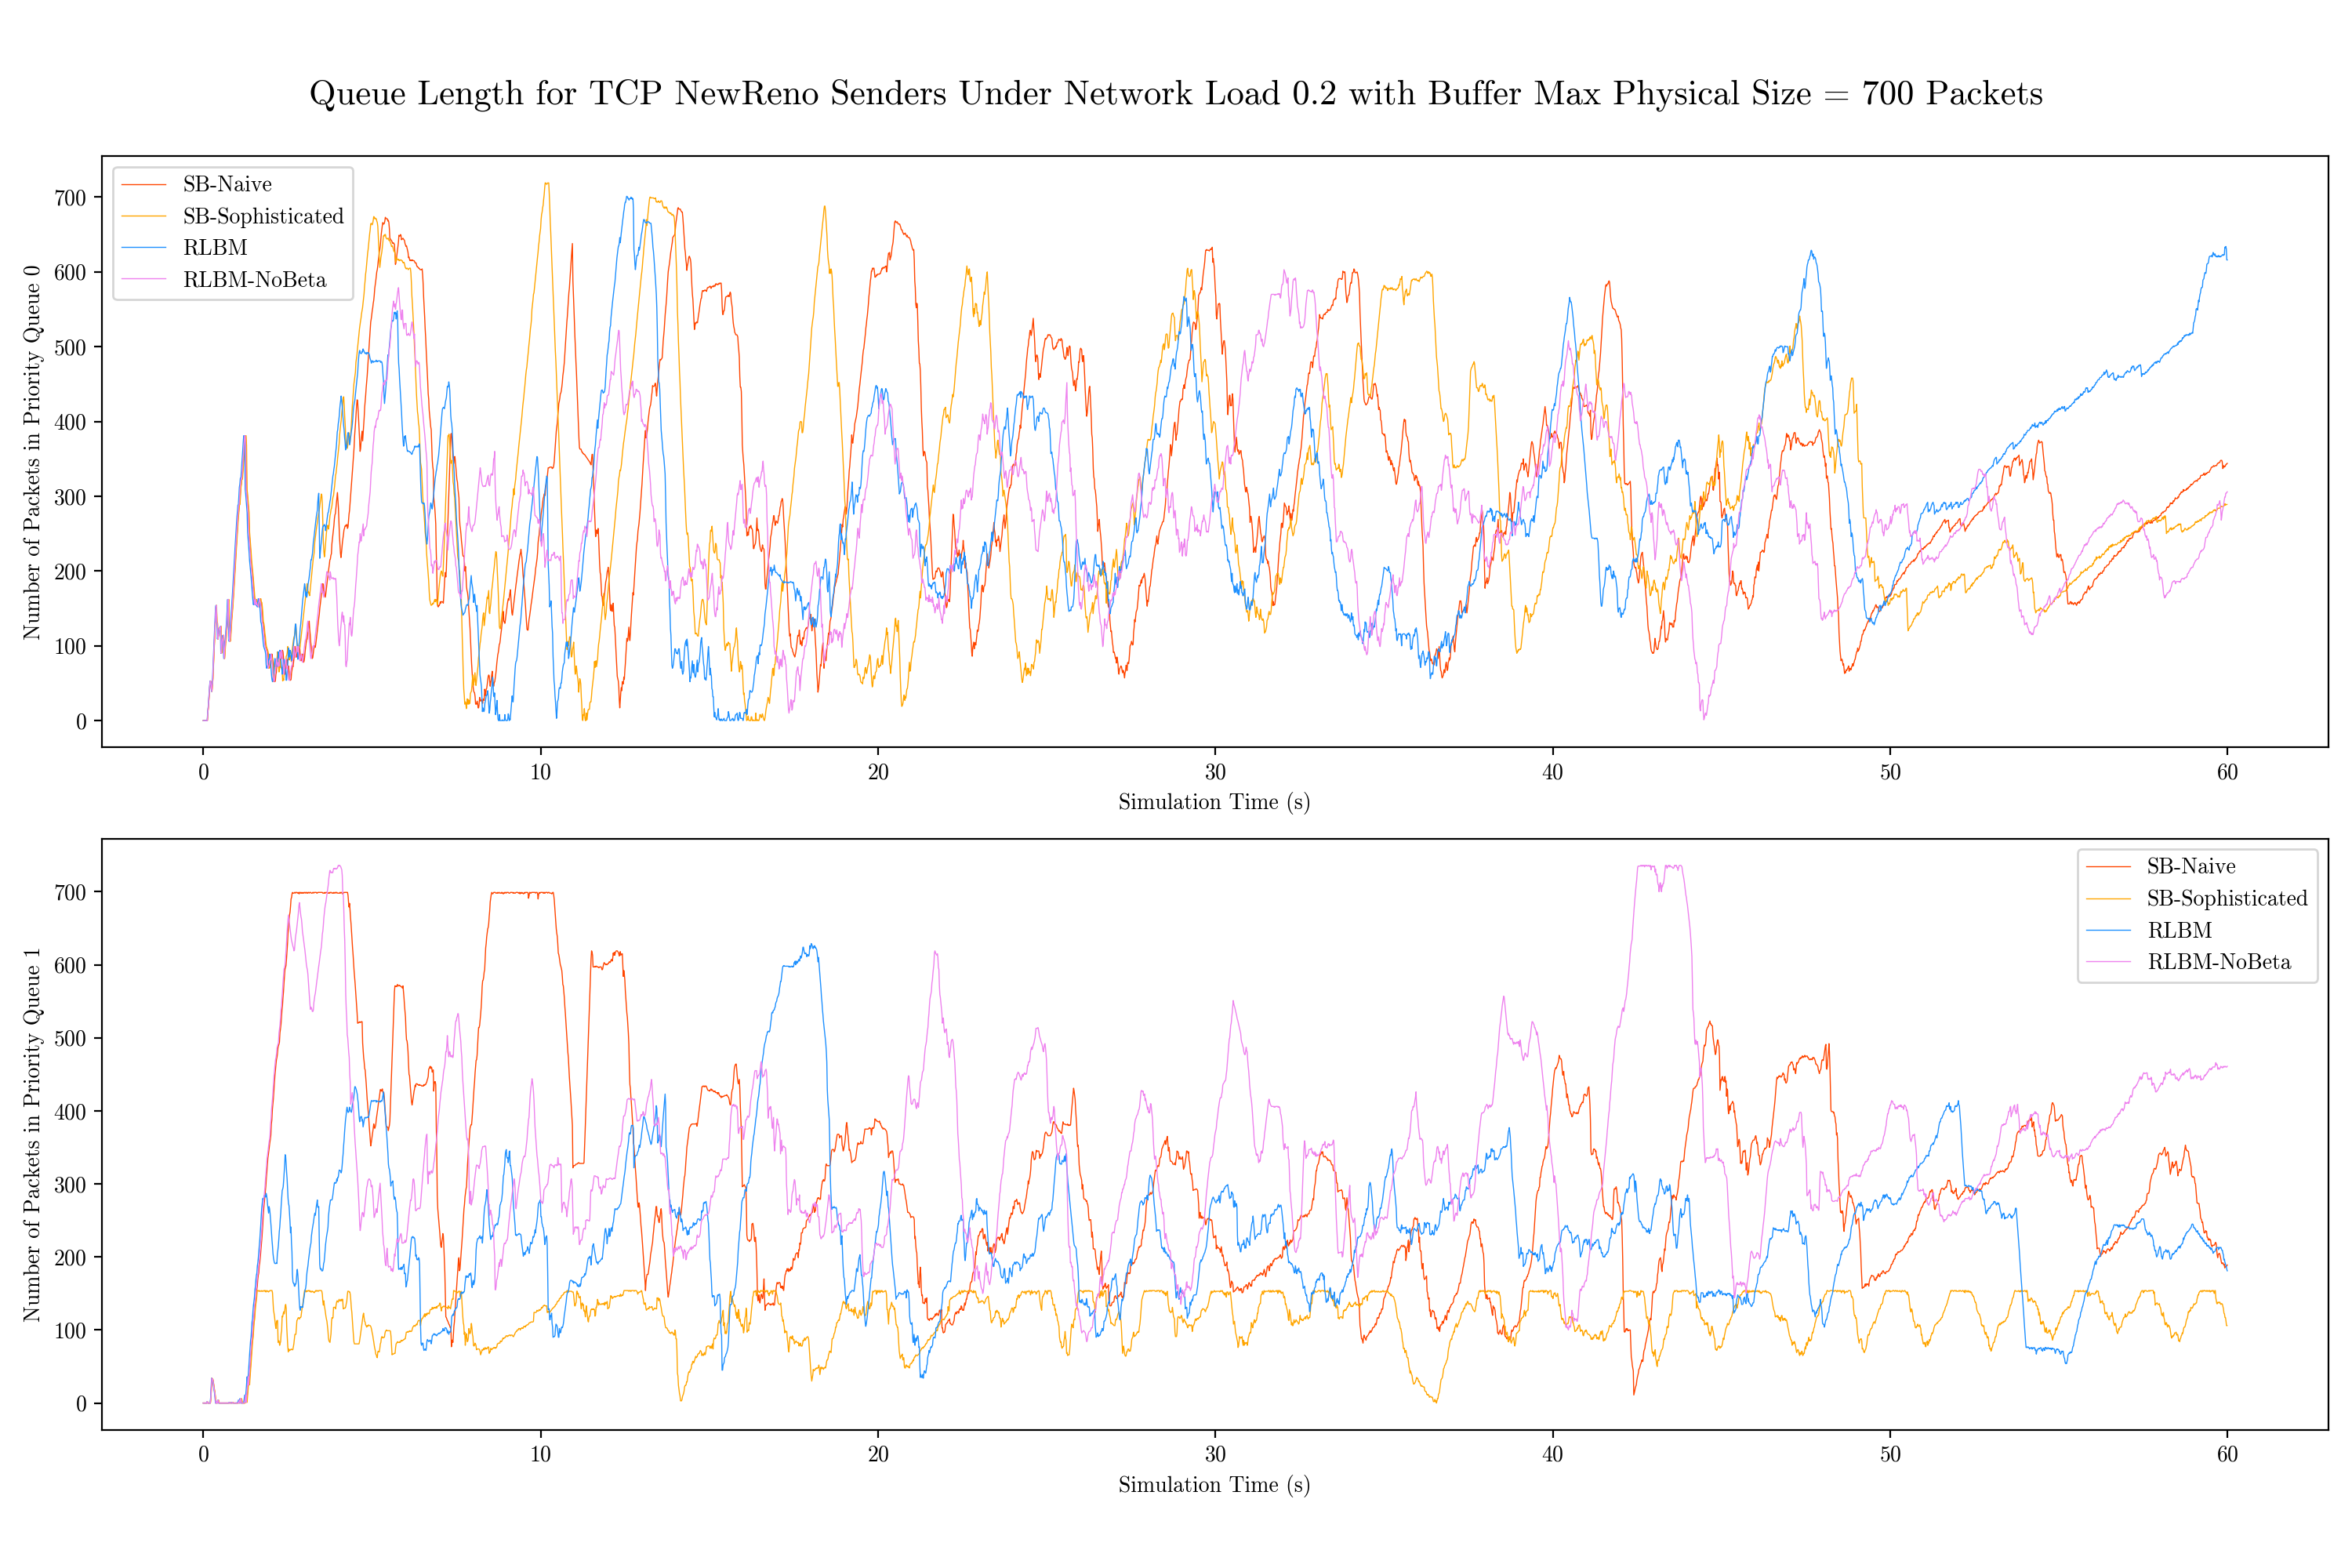 Queue Length for TCP NewReno Senders Under Network Load 0.2 with Buffer Max Physical Size = 700 Packets
Number of Packets in Priority Queue 0
700
600
500
400
300
200
100
0
SB-Naive
SB-Sophisticated
RLBM
RLBM-NoBeta
0 10 20 30 40 50 60
Simulation Time (s)
Number of Packets in Priority Queue 1
700
600
500
400
300
200
100
0
SB-Naive
SB-Sophisticated
RLBM
RLBM-NoBeta
0 10 20 30 40 50 60
Simulation Time (s)